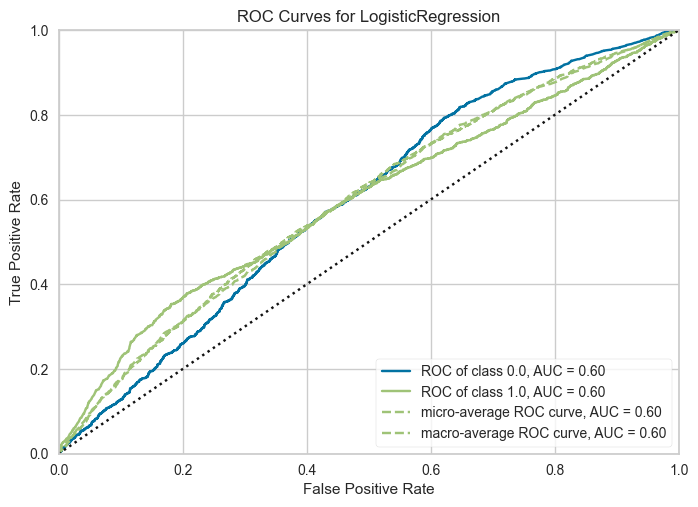 ROC Curves for LogisticRegression
True Positive Rate
1.0
0.8
0.6
0.4
0.2
0.0
ROC of class 0.0, AUC = 0.60
ROC of class 1.0, AUC = 0.60
micro-average ROC curve, AUC = 0.60
macro-average ROC curve, AUC = 0.60
0.0 0.2 0.4 0.6 0.8 1.0
False Positive Rate